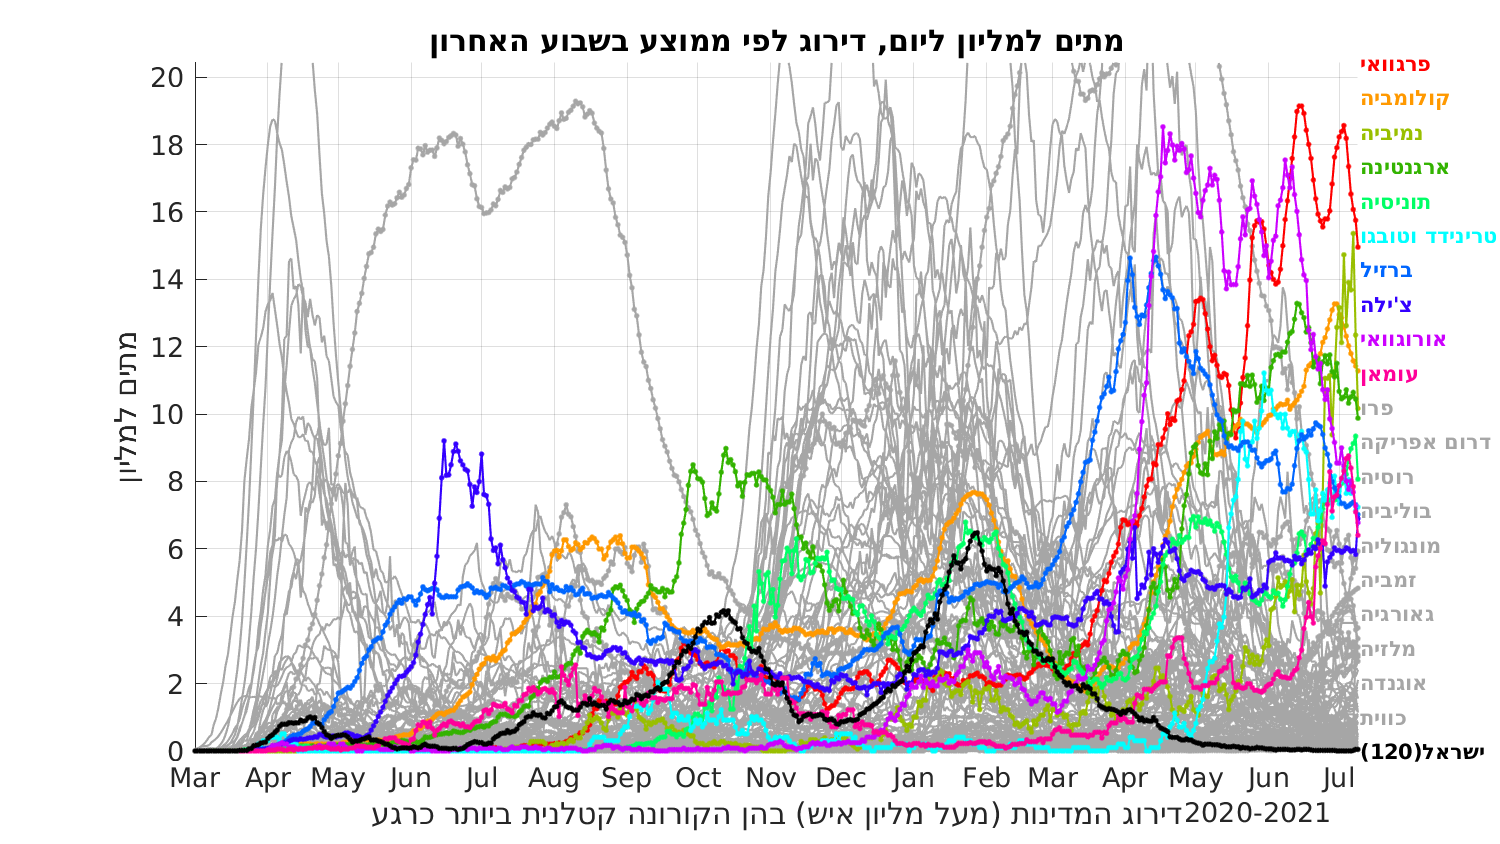 מתים למליון ליום, דירוג לפי ממוצע בשבוע האחרון
מתים למליון
20
18
16
14
12
10
8
6
4
2
0
Mar Apr May Jun Jul Aug Sep Oct Nov Dec Jan Feb Mar Apr May Jun Jul
דירוג המדינות (מעל מליון איש) בהן הקורונה קטלנית ביותר כרגע2020-2021
פרגוואי
קולומביה
נמיביה
ארגנטינה
תוניסיה
טרינידד וטובגו
ברזיל
צ'ילה
אורוגוואי
עומאן
פרו
דרום אפריקה
רוסיה
בוליביה
מונגוליה
זמביה
גאורגיה
מלזיה
אוגנדה
כווית
ישראל(120)